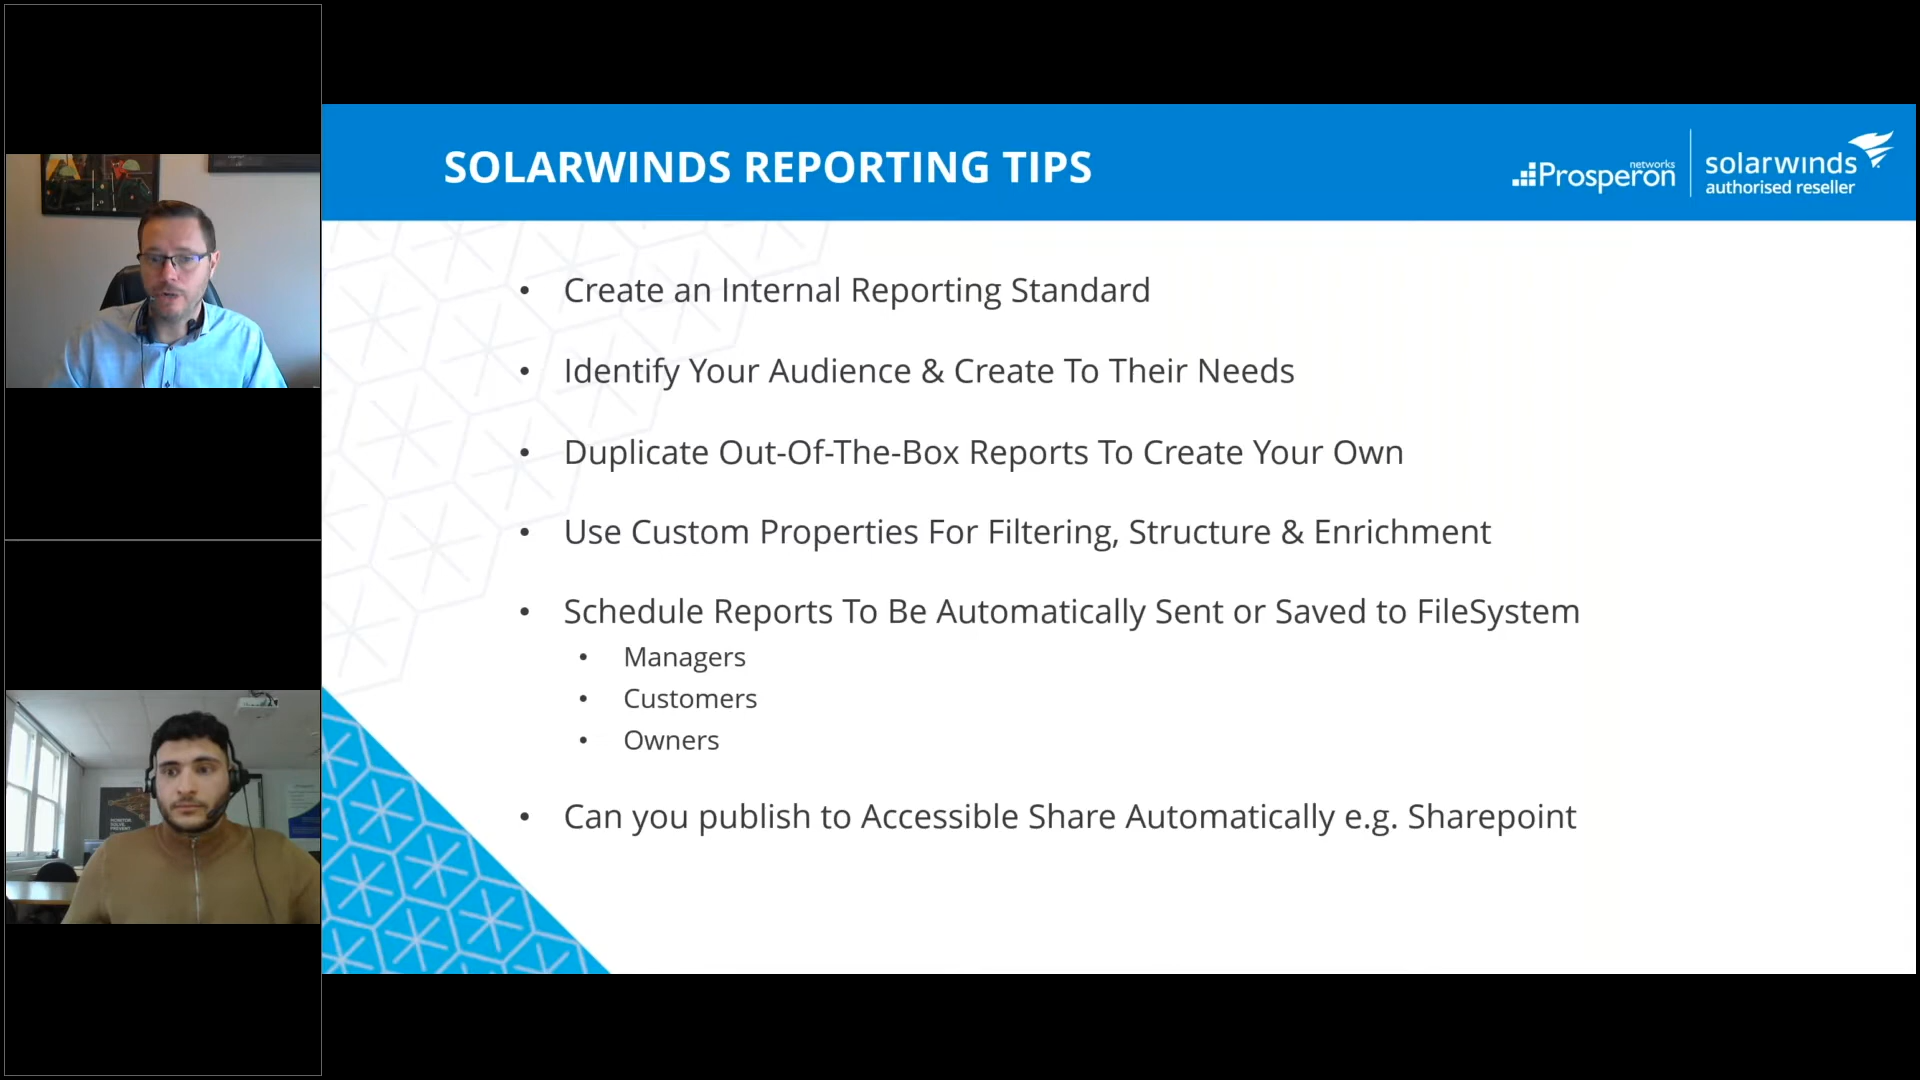 SOLARWINDS REPORTING TIPS
networks
Prosperon
solarwinds
authorised reseller
• Create an Internal Reporting Standard
• Identify Your Audience & Create To Their Needs
• Duplicate Out-Of-The-Box Reports To Create Your Own
• Use Custom Properties For Filtering, Structure & Enrichment
• Schedule Reports To Be Automatically Sent or Saved to FileSystem
• Managers
• Customers
• Owners
• Can you publish to Accessible Share Automatically e.g. Sharepoint
MONITOR.
SOLVE.
PREVENT.